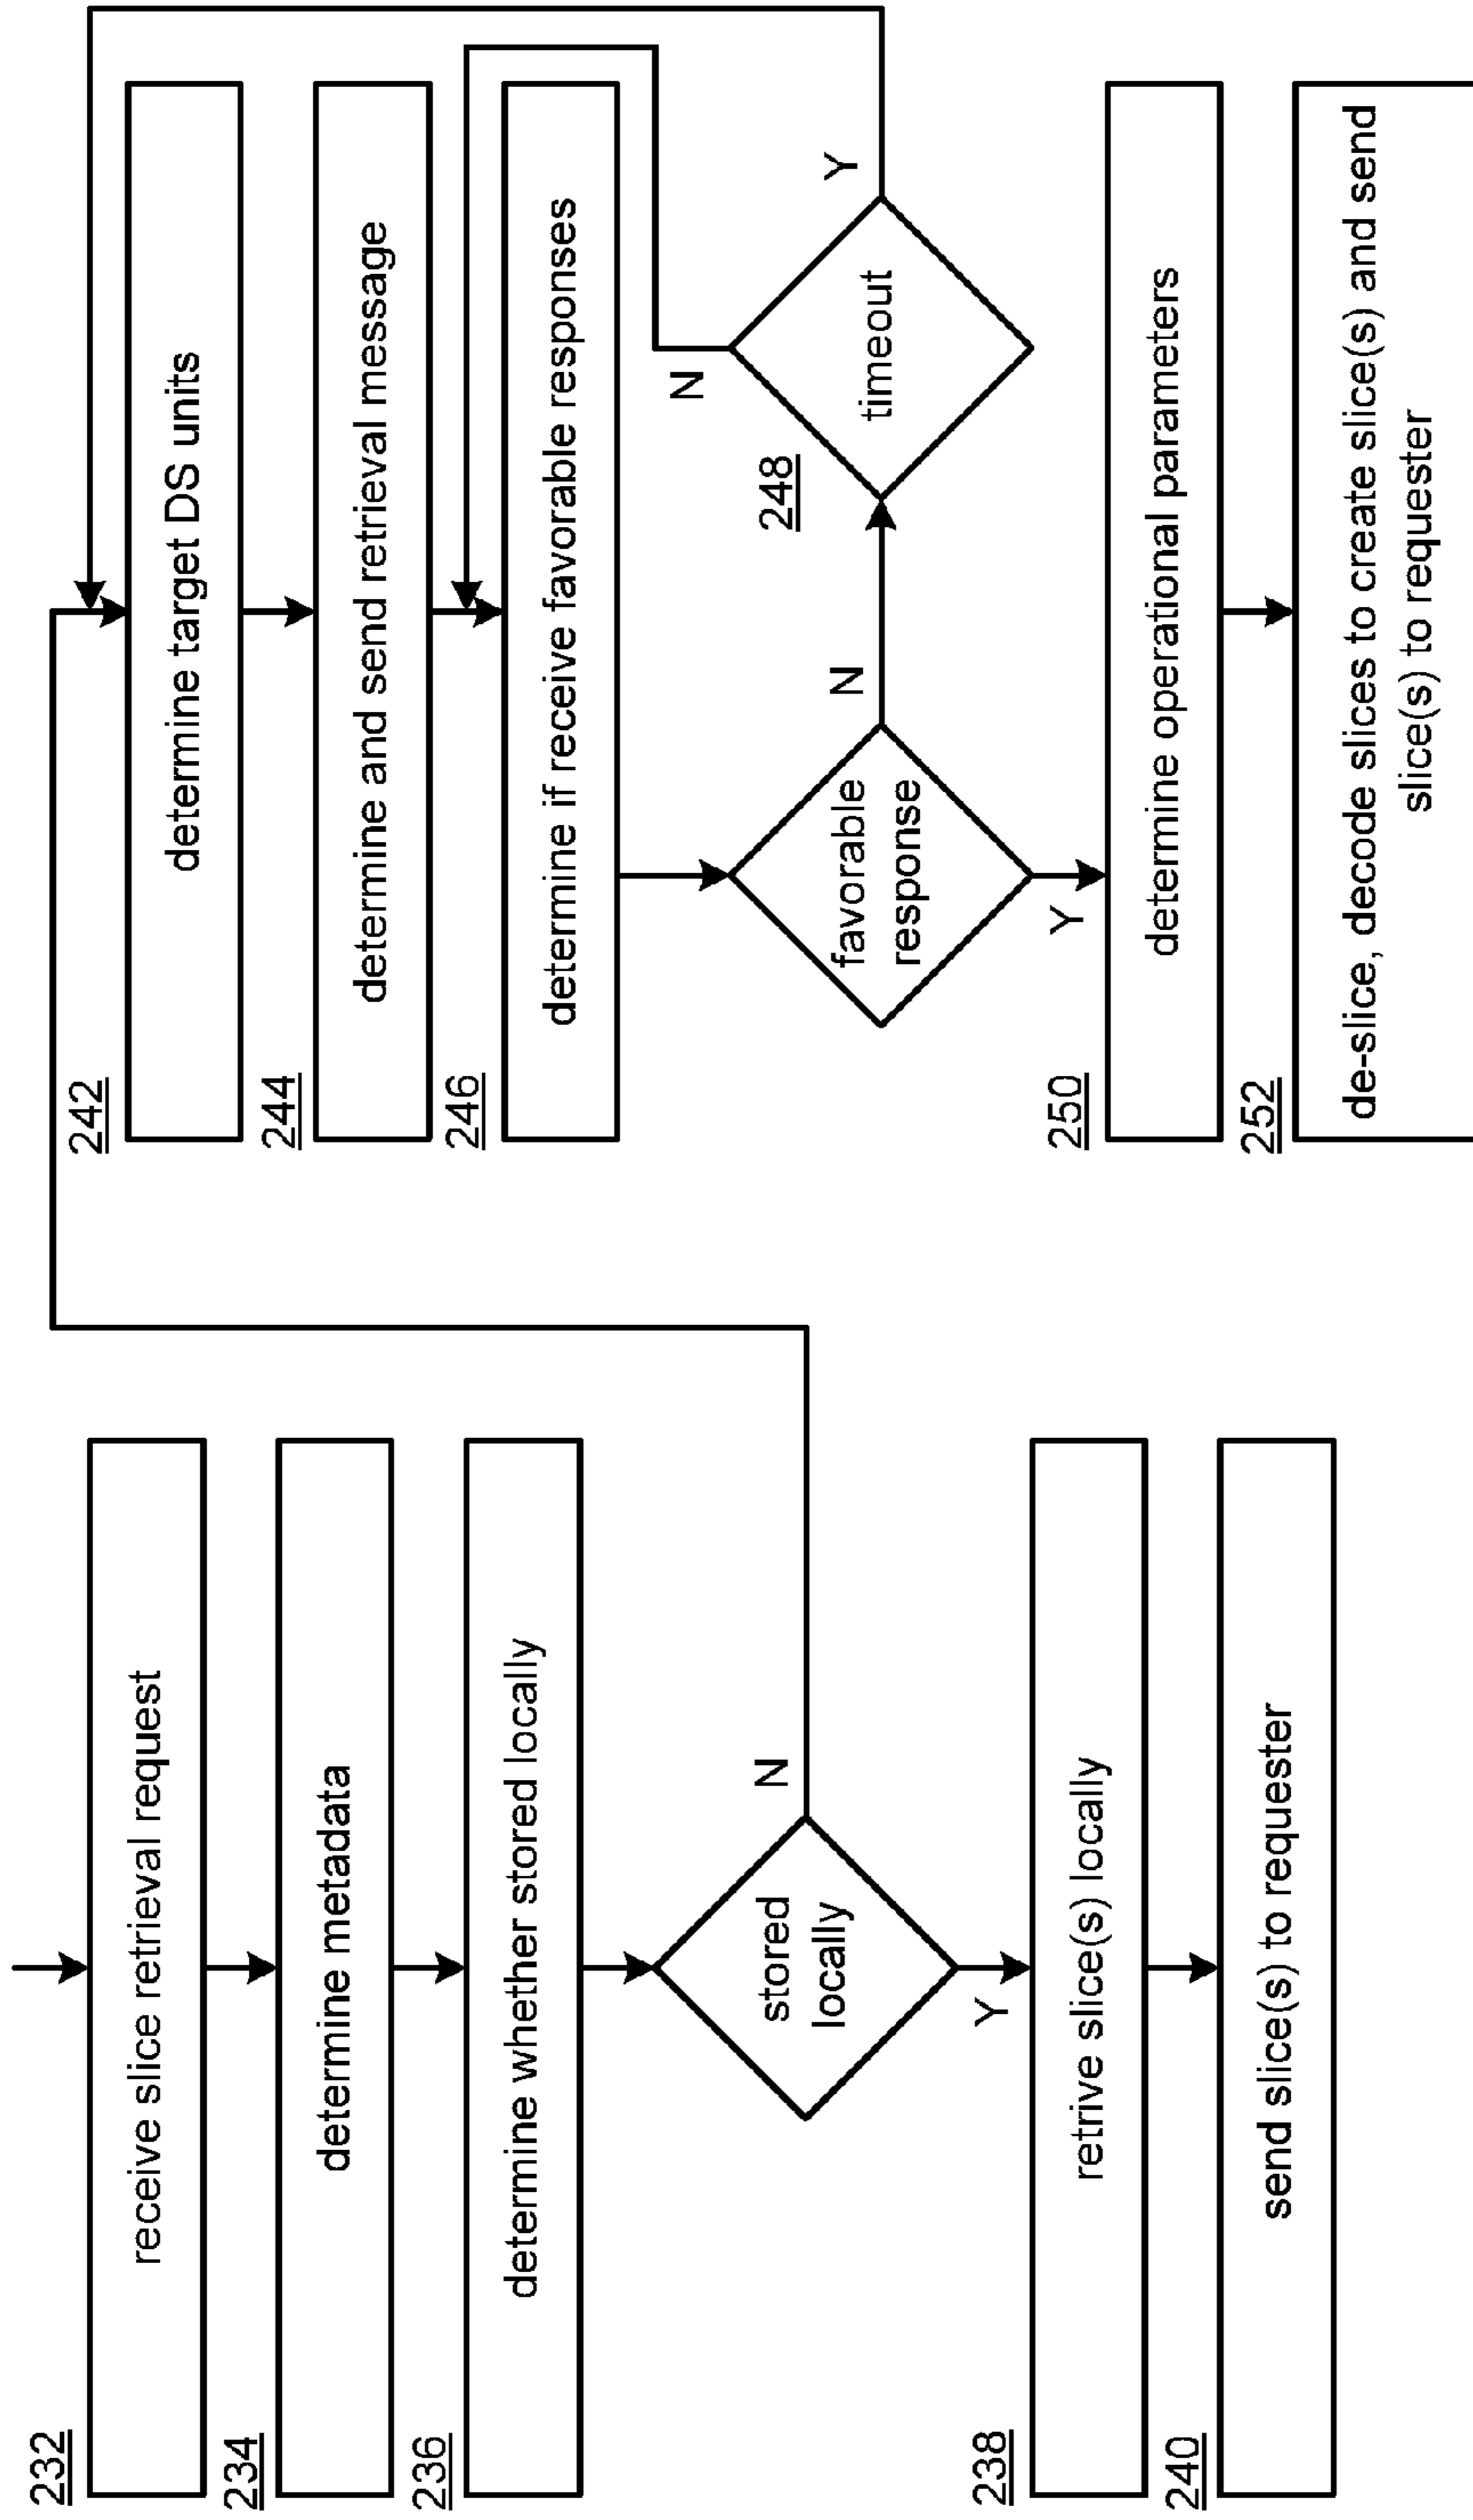 232
receive slice retrieval request
234
determine metadata
236
determine whether stored locally
stored
locally
N
Y
238
retrive slice(s) locally
240
send slice(s) to requester
242
determine target DS units
244
determine and send retrieval message
246
determine if receive favorable responses
favorable
response
N
Y
248
timeout
N
Y
250
determine operational parameters
252
de-slice, decode slices to create slice(s) and send
slice(s) to requester